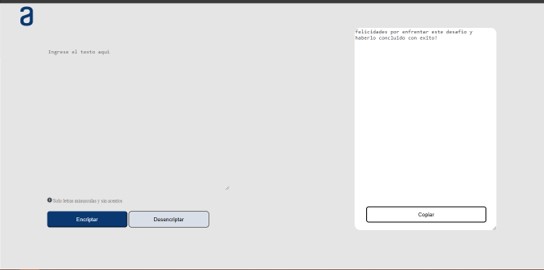 a
Ingrese el texto aquí
Solo letras minúsculas y sin acentos
Encriptar
Desencriptar
felicidades por enfrentar este desafío y
haberlo concluido con exito!
Copiar